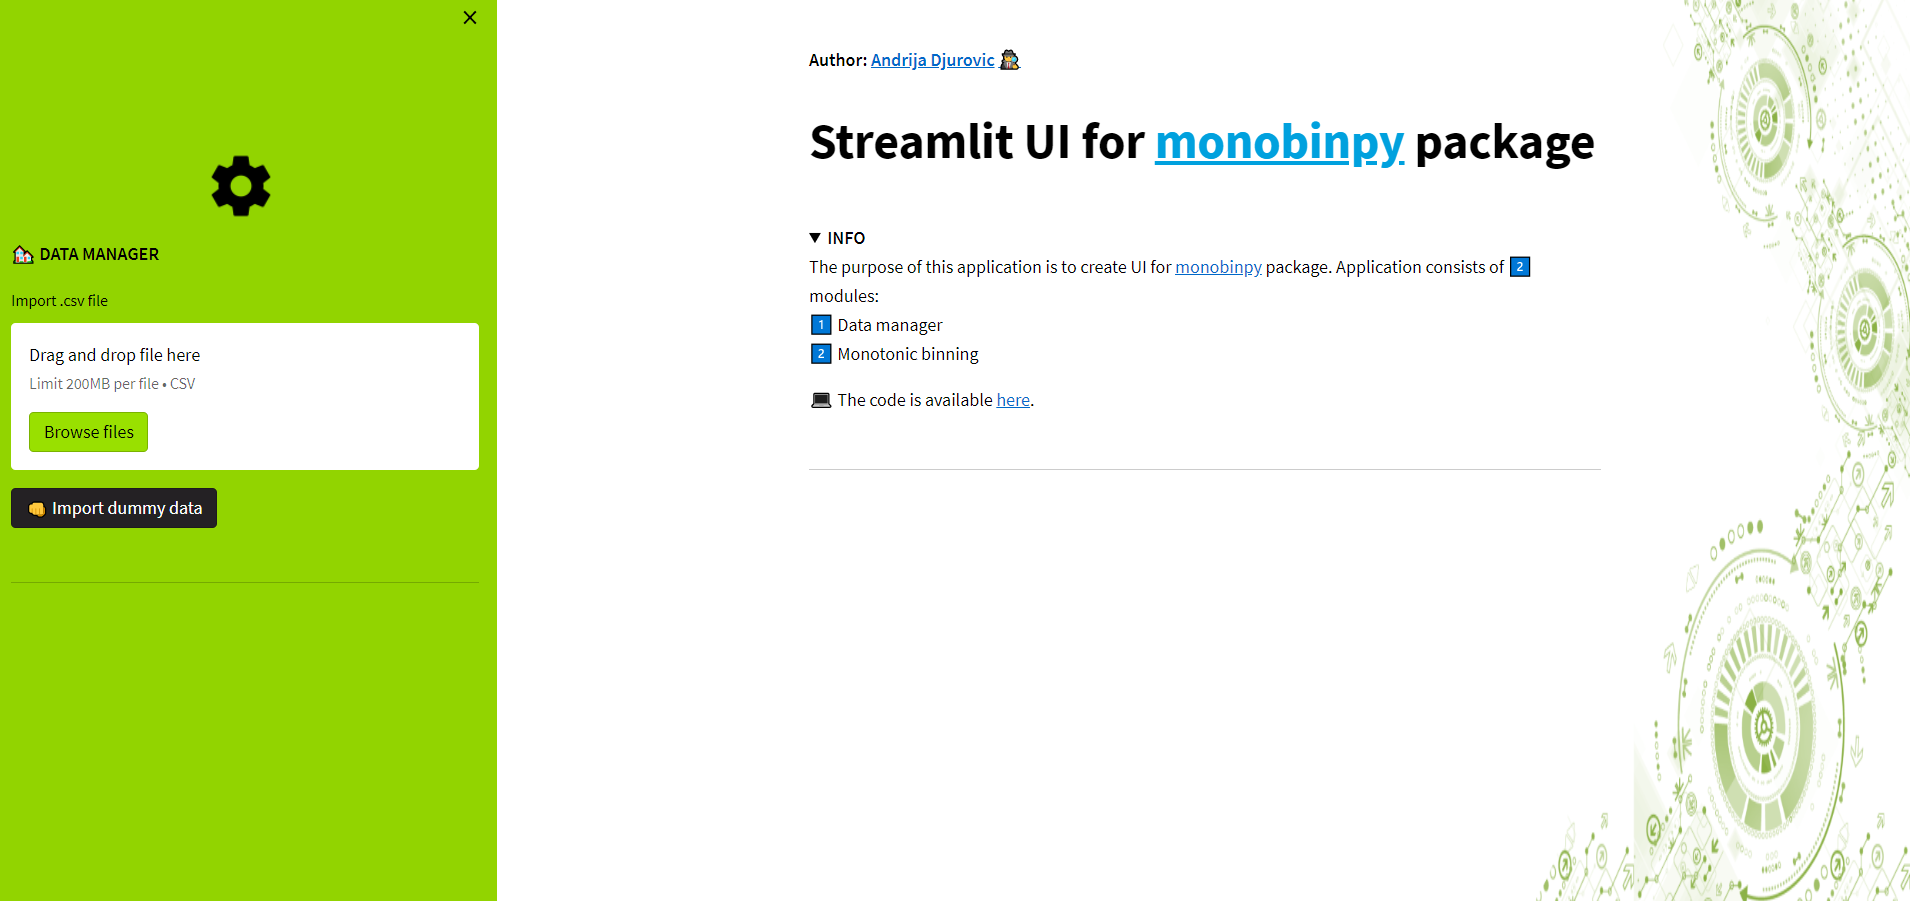 DATA MANAGER
Import .csv file
Drag and drop file here
Limit 200MB per file • CSV
Browse files
Import dummy data
Author: Andrija Djurovic
Streamlit UI for monobinpy package
▼ INFO
The purpose of this application is to create UI for monobinpy package. Application consists of 2
modules:
1 Data manager
2 Monotonic binning
The code is available here.